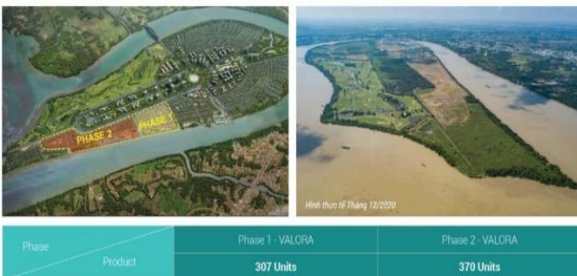 PHASE 2
PHASE 1
Hình thực tế Tháng 12/2020
Phase
Product
Phase 1 - VALORA
Phase 2 - VALORA
307 Units
370 Units